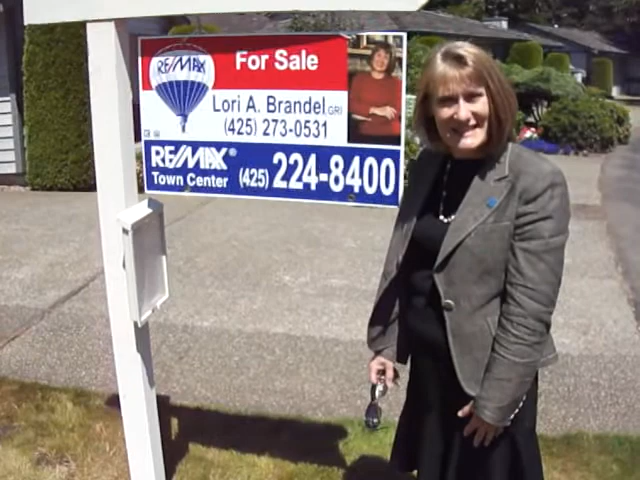 RE/MAX
For Sale
Lori A. Brandel, GRI
(425) 273-0531
RE/MAX®
Town Center (425) 224-8400